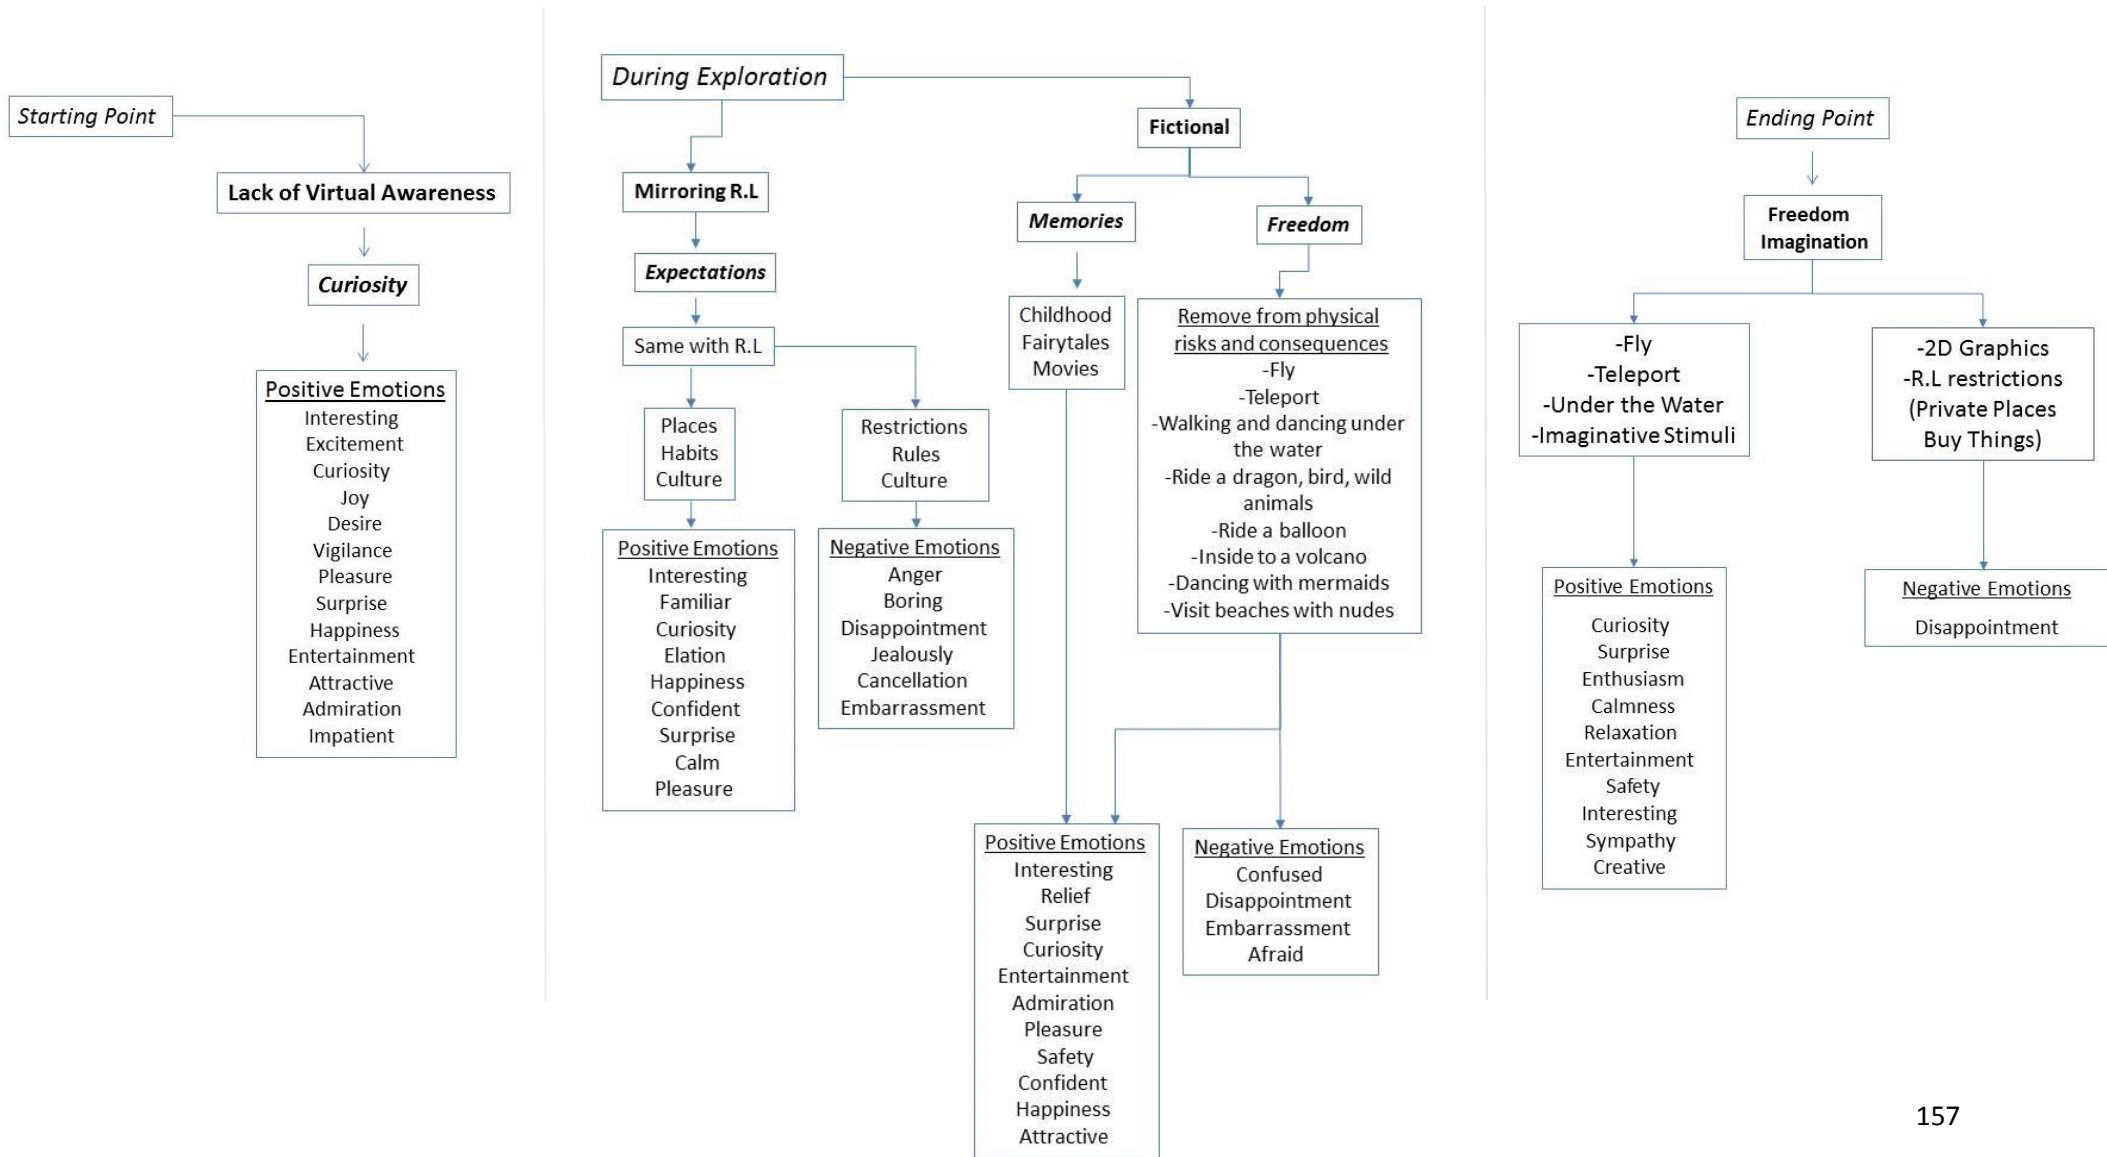 Starting Point
Lack of Virtual Awareness
Curiosity
Positive Emotions
Interesting
Excitement
Curiosity
Joy
Desire
Vigilance
Pleasure
Surprise
Happiness
Entertainment
Attractive
Admiration
Impatient
During Exploration
Mirroring R.L
Expectations
Same with R.L
Places
Habits
Culture
Positive Emotions
Interesting
Familiar
Curiosity
Elation
Happiness
Confident
Surprise
Calm
Pleasure
Restrictions
Rules
Culture
Negative Emotions
Anger
Boring
Disappointment
Jealously
Cancellation
Embarrassment
Fictional
Memories
Childhood
Fairytales
Movies
Freedom
Remove from physical
risks and consequences
-Fly
-Teleport
-Walking and dancing under
the water
-Ride a dragon, bird, wild
animals
-Ride a balloon
-Inside to a volcano
-Dancing with mermaids
-Visit beaches with nudes
Positive Emotions
Interesting
Relief
Surprise
Curiosity
Entertainment
Admiration
Pleasure
Safety
Confident
Happiness
Attractive
Negative Emotions
Confused
Disappointment
Embarrassment
Afraid
Ending Point
Freedom
Imagination
-Fly
-Teleport
-Under the Water
-Imaginative Stimuli
Positive Emotions
Curiosity
Surprise
Enthusiasm
Calmness
Relaxation
Entertainment
Safety
Interesting
Sympathy
Creative
-2D Graphics
-R.L restrictions
(Private Places
Buy Things)
Negative Emotions
Disappointment
157